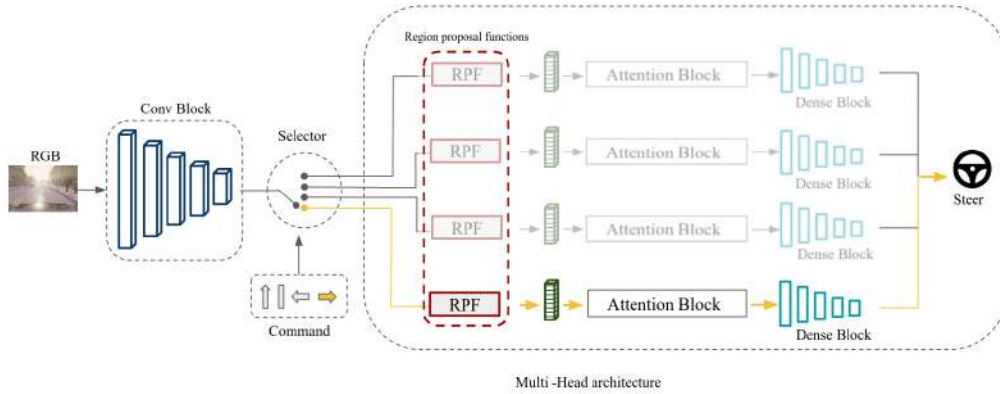 Region proposal functions
RPF
Attention Block
Dense Block
Conv Block
Selector
RGB
RPF
Attention Block
Dense Block
Steer
RPF
Attention Block
Dense Block
Command
RPF
Attention Block
Dense Block
Multi -Head architecture